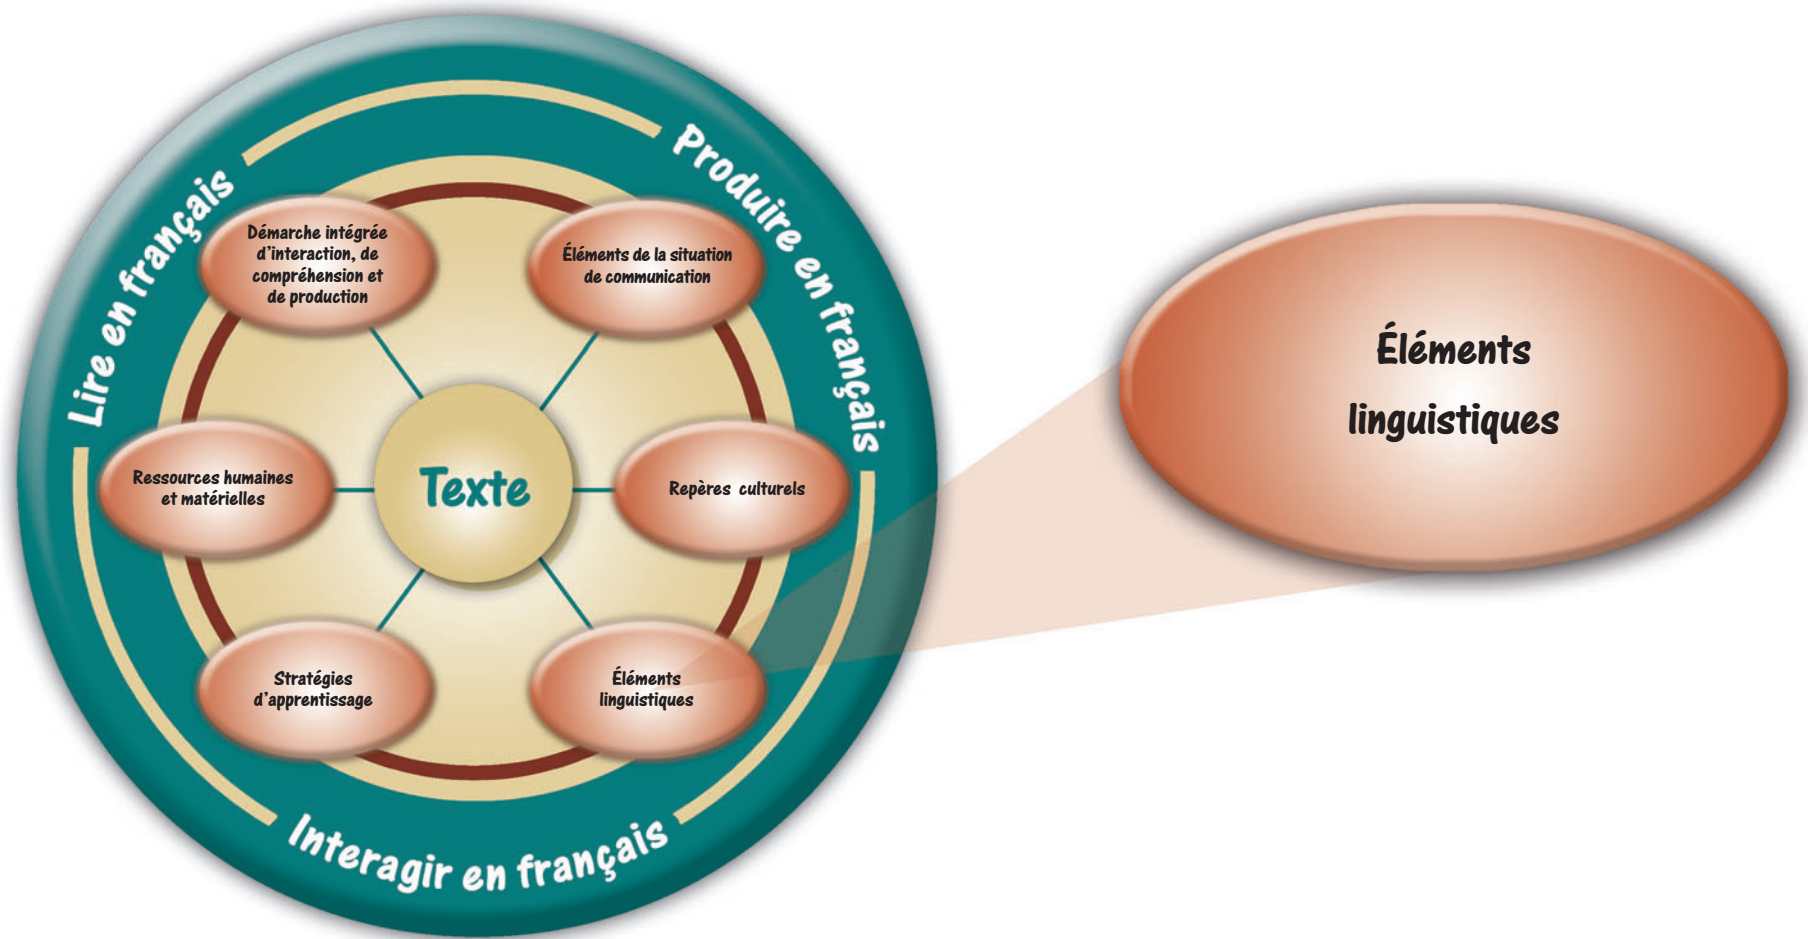 Lire en français
Produire en français
Interagir en français
Démarche intégrée
d'interaction, de
compréhension et
de production
Éléments de la situation
de communication
Ressources humaines
et matérielles
Texte
Repères culturels
Stratégies
d'apprentissage
Éléments
linguistiques
Éléments
linguistiques